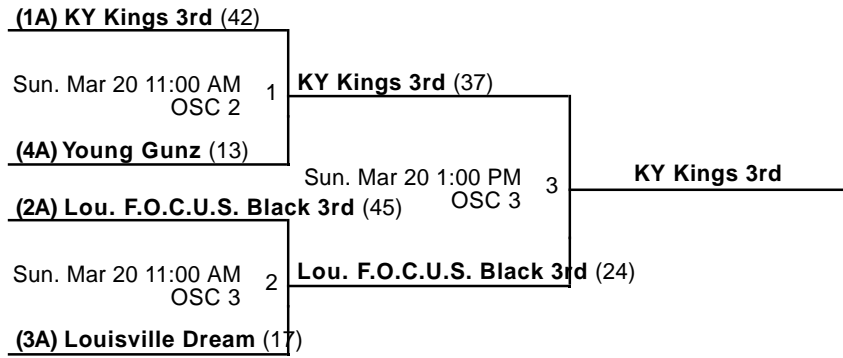 (1A) KY Kings 3rd (42)
Sun. Mar 20 11:00 AM
OSC 2
1
KY Kings 3rd (37)
(4A) Young Gunz (13)
Sun. Mar 20 1:00 PM
OSC 3
3
KY Kings 3rd
(2A) Lou. F.O.C.U.S. Black 3rd (45)
Sun. Mar 20 11:00 AM
OSC 3
2
Lou. F.O.C.U.S. Black 3rd (24)
(3A) Louisville Dream (17)